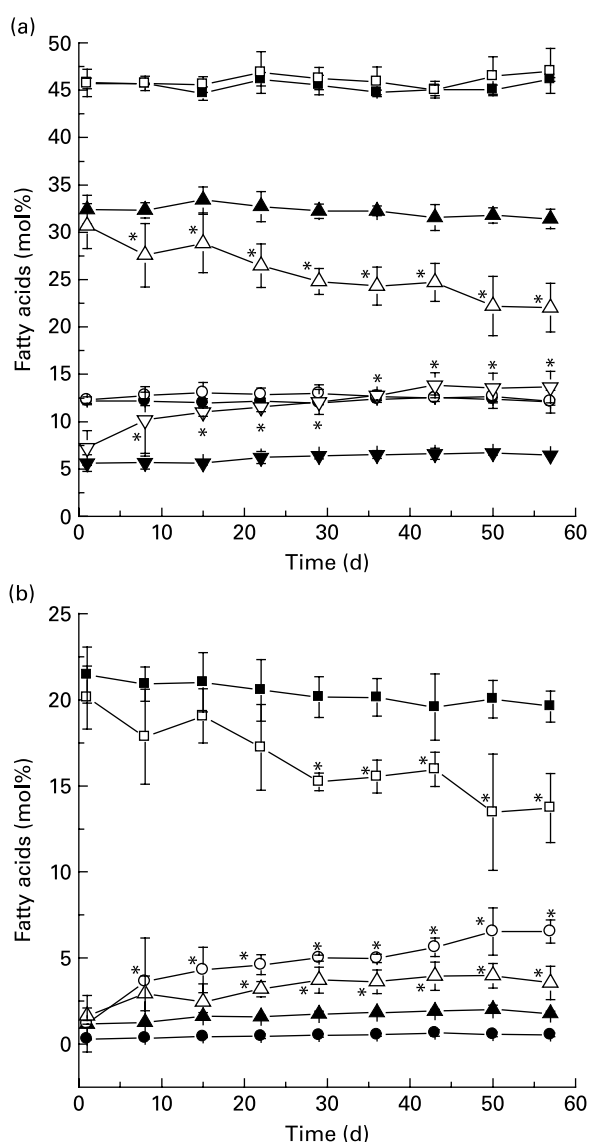 (a)
50
45
40
35
30
25
20
15
10
5
0
Fatty acids (mol%)
* * * * * * * *
* * * *
* * * *
0 10 20 30 40 50 60
Time (d)
(b)
25
20
15
10
5
0
Fatty acids (mol%)
* * * * *
* * * * * * * *
* * * * * *
0 10 20 30 40 50 60
Time (d)